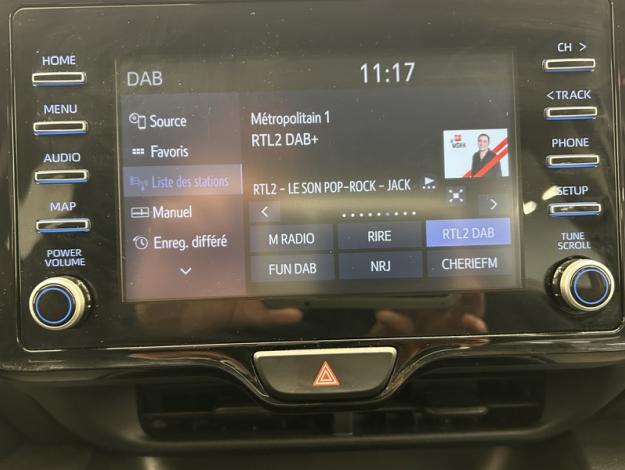 HOME
MENU
AUDIO
MAP
POWER
VOLUME
DAB
11:17
Source
Favoris
Liste des stations
Manuel
Enreg. différé
Métropolitain 1
RTL2 DAB+
RTL2 - LE SON POP-ROCK - JACK
M RADIO
RIRE
RTL2 DAB
FUN DAB
NRJ
CHERIEFM
CH >
< TRACK
PHONE
SETUP
TUNE
SCROLL